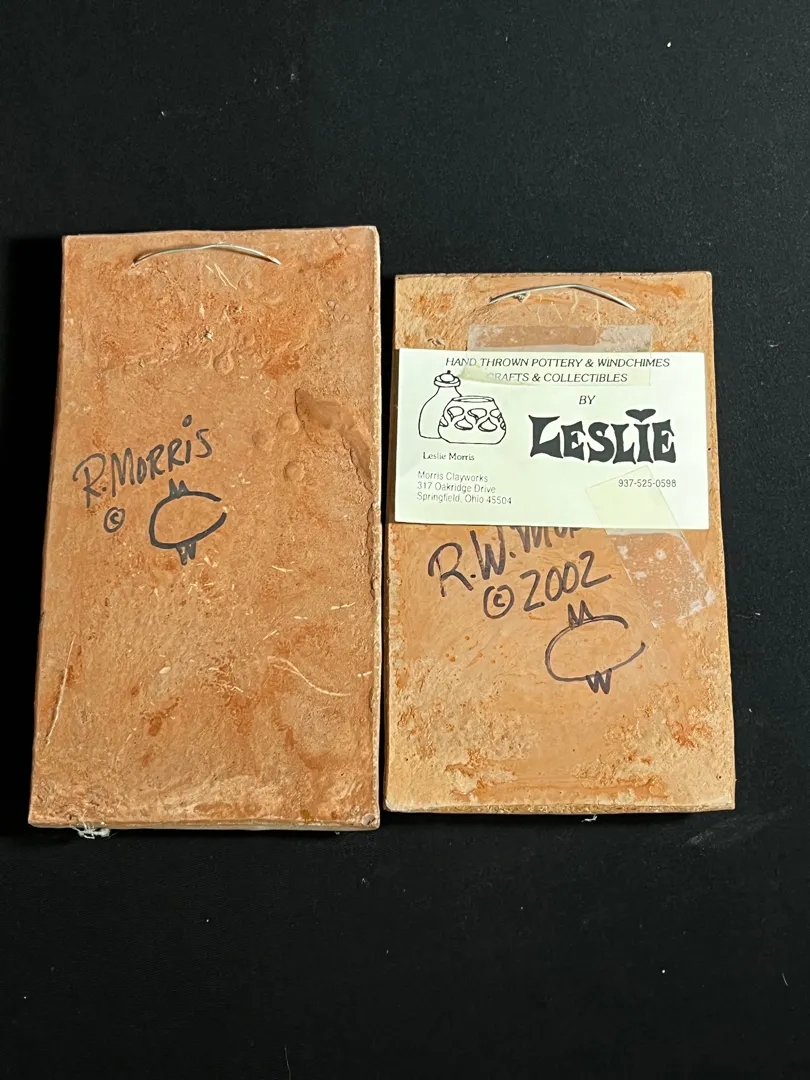 R. MORRIS
©
M
W
HAND THROWN POTTERY & WINDCHIMES
CRAFTS & COLLECTIBLES
BY
LESLIE
Leslie Morris
Morris Clayworks
317 Oakridge Drive
Springfield, Ohio 45504
937-525-0598
R.W.
© 2002
M
W